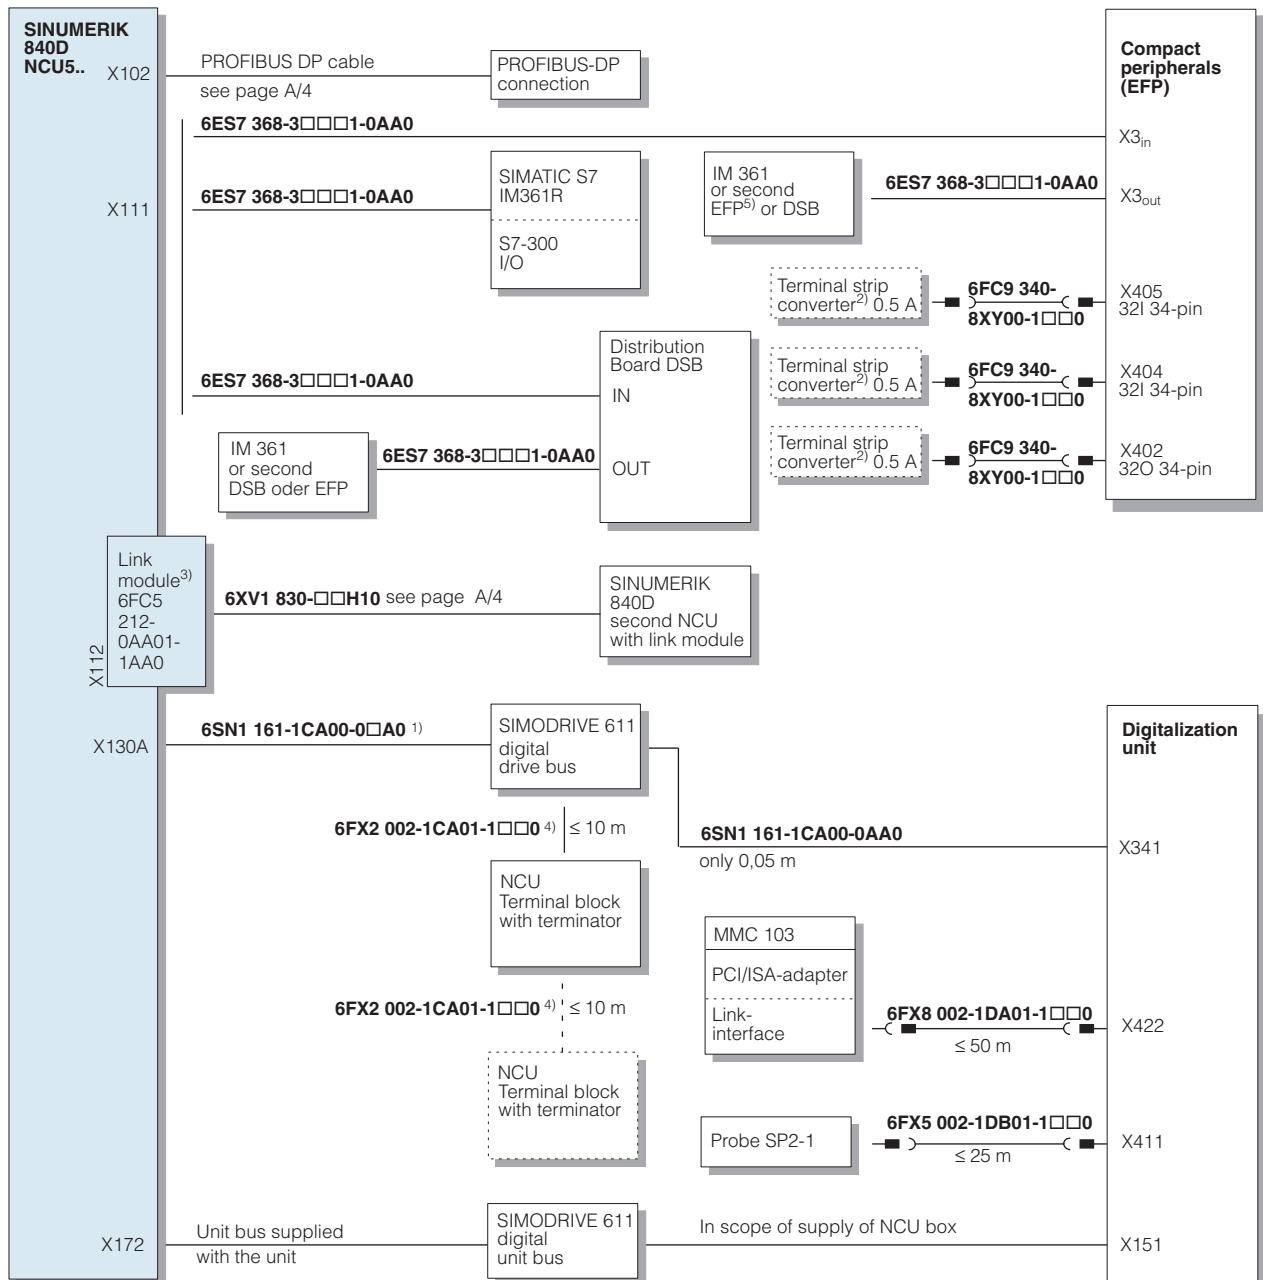 SINUMERIK
840D
NCU5..
X102
PROFIBUS DP cable
see page A/4
PROFIBUS-DP
connection
Compact
peripherals
(EFP)
6ES7 368-3□□□1-0AA0
X3in
X111
6ES7 368-3□□□1-0AA0
SIMATIC S7
IM361R
S7-300
I/O
IM 361
or second
EFP5) or DSB
6ES7 368-3□□□1-0AA0
X3out
Terminal strip
converter2) 0.5 A
6FC9 340-
8XY00-1□□0
X405
32I 34-pin
6ES7 368-3□□□1-0AA0
Distribution
Board DSB
IN
OUT
Terminal strip
converter2) 0.5 A
6FC9 340-
8XY00-1□□0
X404
32I 34-pin
IM 361
or second
DSB oder EFP
6ES7 368-3□□□1-0AA0
Terminal strip
converter2) 0.5 A
6FC9 340-
8XY00-1□□0
X402
32O 34-pin
Link
module3)
6FC5
212-
0AA01-
1AA0
X112
6XV1 830-□□H10 see page A/4
SINUMERIK
840D
second NCU
with link module
X130A
6SN1 161-1CA00-0□A0 1)
SIMODRIVE 611
digital
drive bus
Digitalization
unit
6FX2 002-1CA01-1□□0 4) ≤ 10 m
6SN1 161-1CA00-0AA0
only 0,05 m
X341
NCU
Terminal block
with terminator
MMC 103
PCI/ISA-adapter
Link-
interface
6FX8 002-1DA01-1□□0
≤ 50 m
X422
6FX2 002-1CA01-1□□0 4) ≤ 10 m
NCU
Terminal block
with terminator
Probe SP2-1
6FX5 002-1DB01-1□□0
≤ 25 m
X411
X172
Unit bus supplied
with the unit
SIMODRIVE 611
digital
unit bus
In scope of supply of NCU box
X151